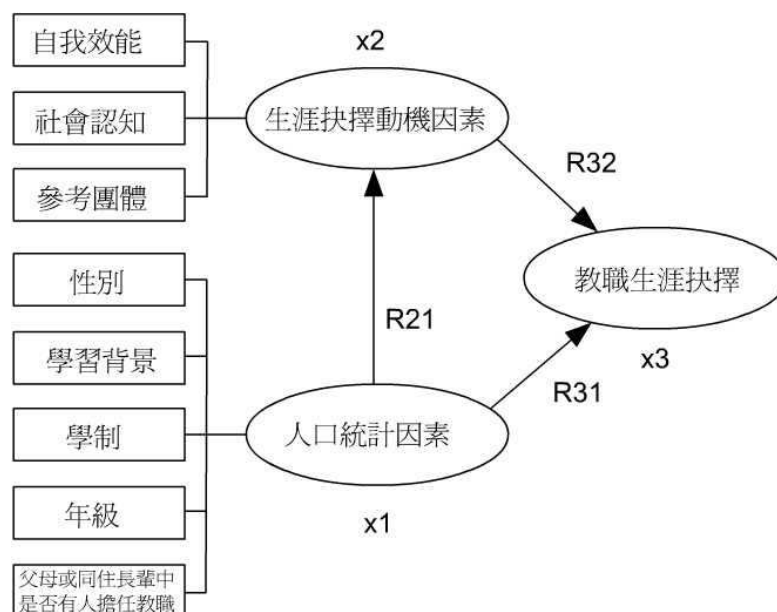 自我效能
社會認知
參考團體
x2
生涯抉擇動機因素
R32
教職生涯抉擇
x3
R21
R31
性別
學習背景
學制
年級
父母或同住長輩中
是否有人擔任教職
人口統計因素
x1